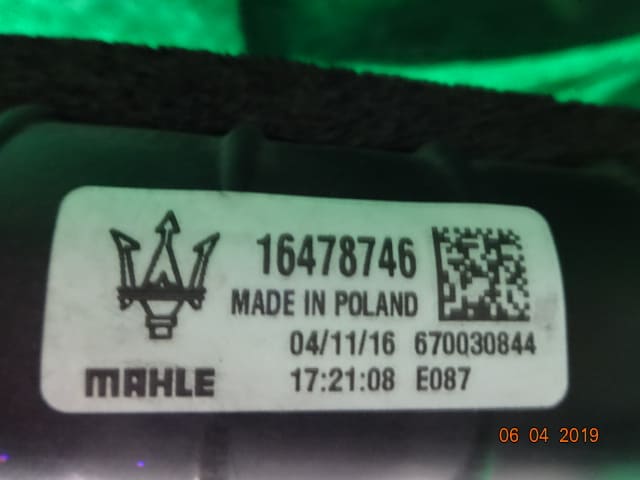 16478746
MADE IN POLAND
04/11/16 670030844
MAHLE
17:21:08 E087
06 04 2019